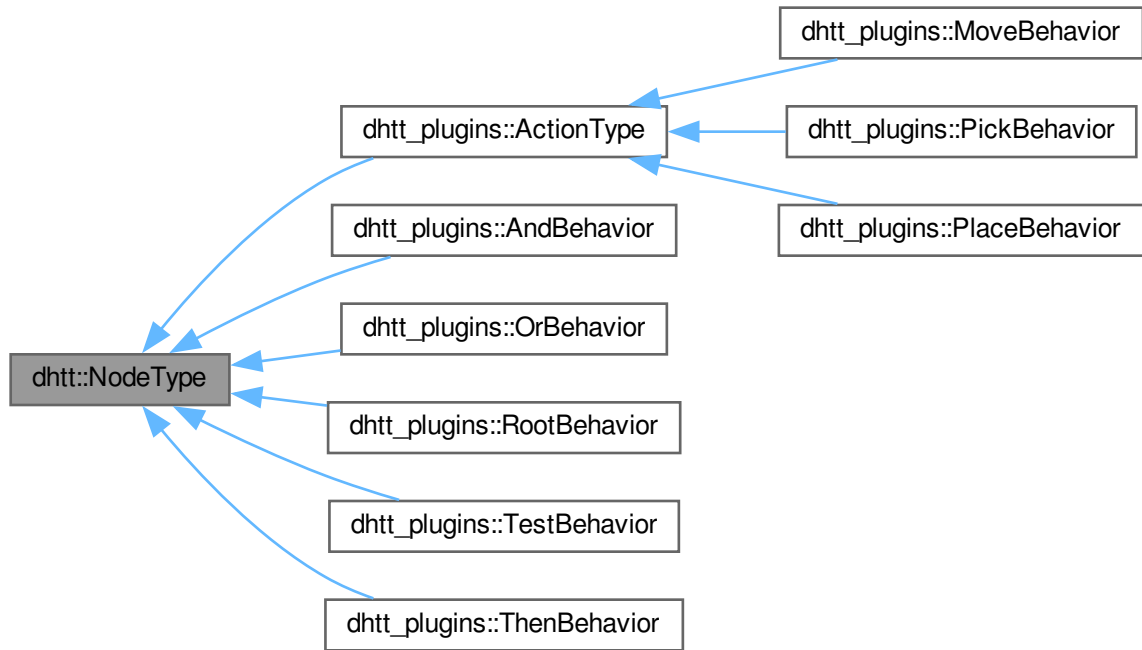 dhtt_plugins::MoveBehavior
dhtt_plugins::ActionType
dhtt_plugins::PickBehavior
dhtt_plugins::AndBehavior
dhtt_plugins::PlaceBehavior
dhtt_plugins::OrBehavior
dhtt::NodeType
dhtt_plugins::RootBehavior
dhtt_plugins::TestBehavior
dhtt_plugins::ThenBehavior